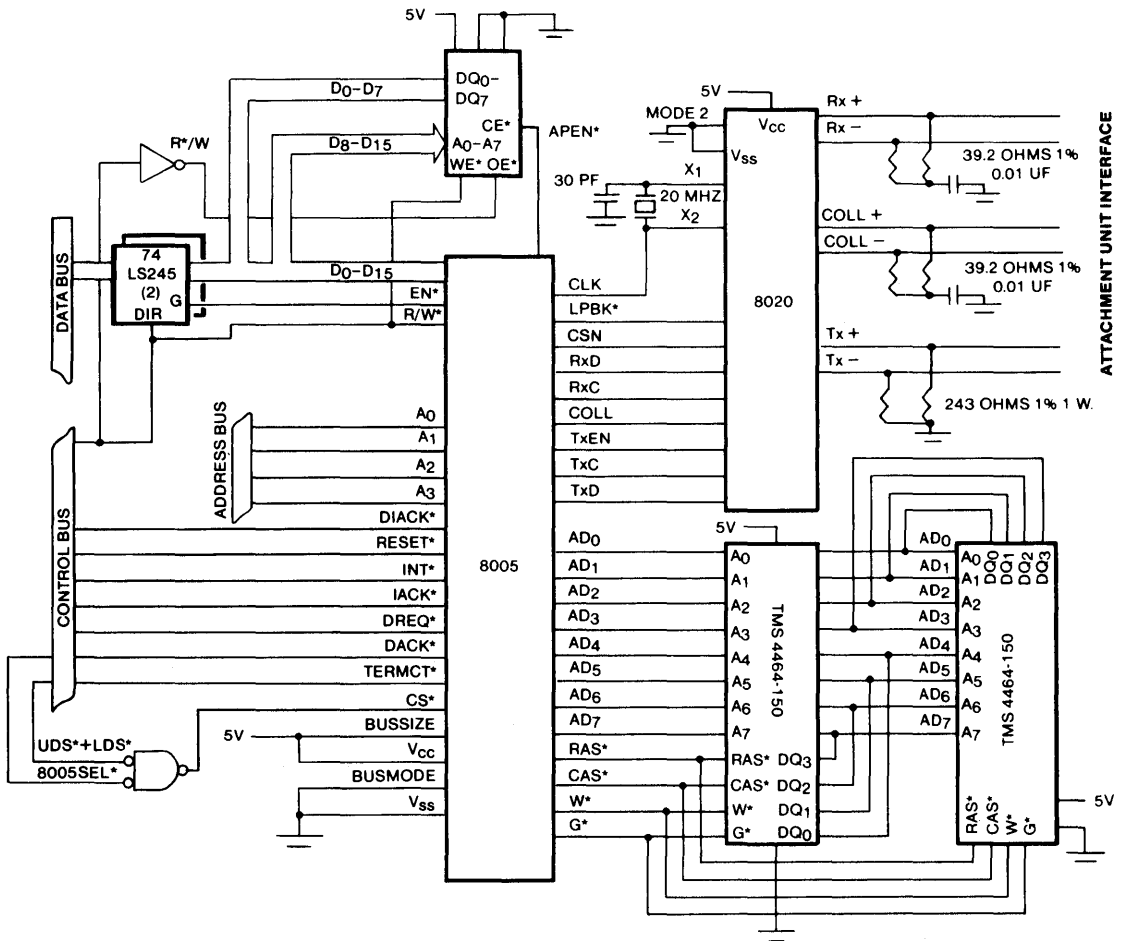 5V
DQ0-
DQ7
CE*
A0-A7
WE* OE*
D0-D7
D8-D15
R*/W
APEN*
DATA BUS
74
LS245
(2)
G
DIR
D0-D15
EN*
R/W*
5V
MODE 2
VCC
VSS
30 PF
X1
20 MHZ
X2
8020
Rx +
Rx −
39.2 OHMS 1%
0.01 UF
COLL +
COLL −
39.2 OHMS 1%
0.01 UF
Tx +
Tx −
243 OHMS 1% 1 W.
ATTACHMENT UNIT INTERFACE
CLK
LPBK*
CSN
RxD
RxC
COLL
TxEN
TxC
TxD
ADDRESS BUS
A0
A1
A2
A3
CONTROL BUS
DIACK*
RESET*
INT*
IACK*
DREQ*
DACK*
TERMCT*
CS*
BUSSIZE
5V
VCC
BUSMODE
VSS
UDS*+LDS*
8005SEL*
8005
AD0
AD1
AD2
AD3
AD4
AD5
AD6
AD7
RAS*
CAS*
W*
G*
5V
A0
A1
A2
A3
A4
A5
A6
A7
RAS* DQ3
CAS* DQ2
W* DQ1
G* DQ0
TMS 4464-150
AD0
AD1
AD2
AD3
AD4
AD5
AD6
AD7
A0
A1
A2
A3
A4
A5
A6
A7
DQ0
DQ1
DQ2
DQ3
TMS 4464-150
RAS*
CAS*
W*
G*
5V